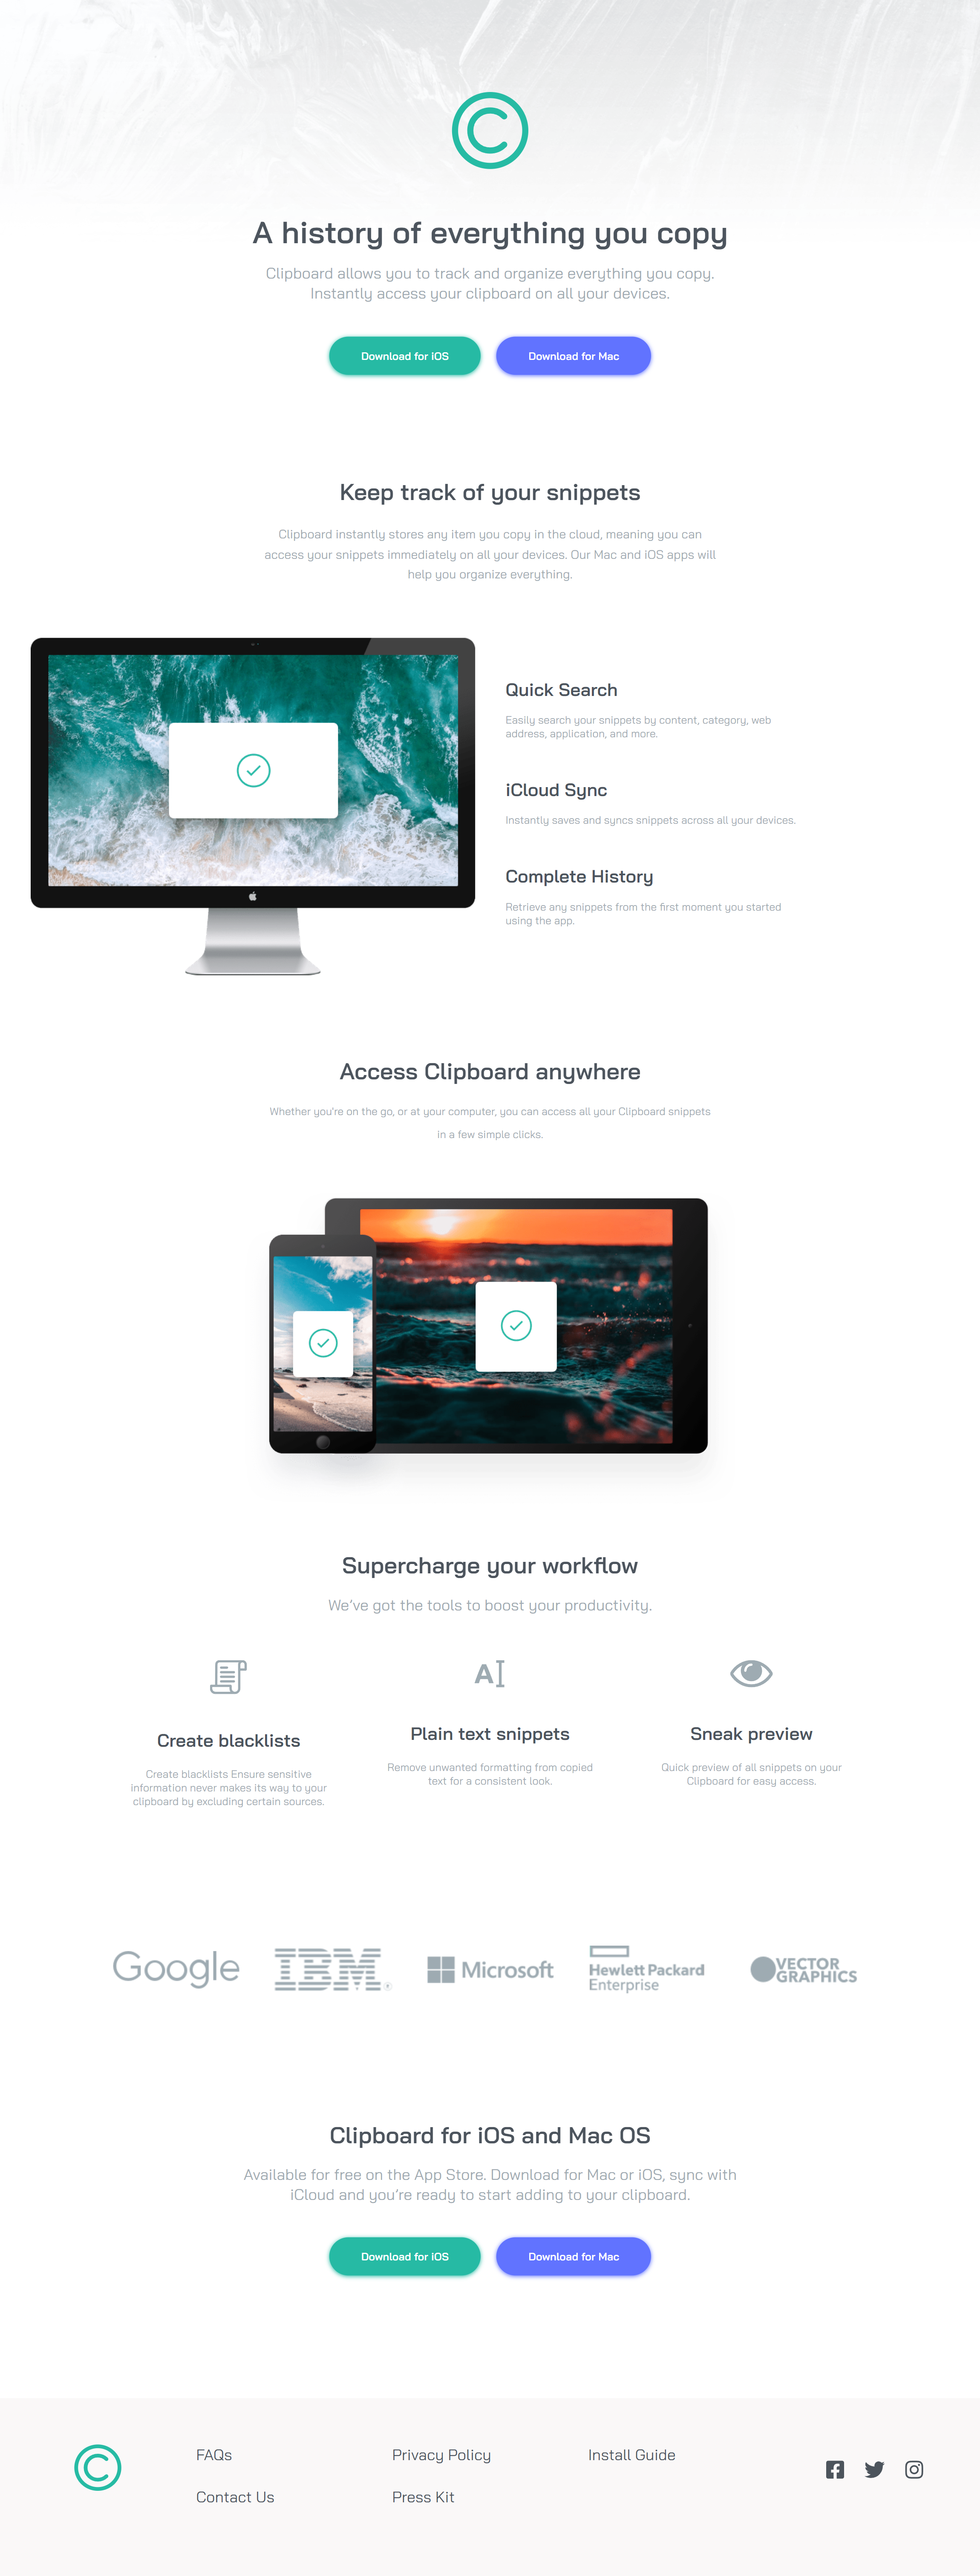 A history of everything you copy
Clipboard allows you to track and organize everything you copy.
Instantly access your clipboard on all your devices.
Download for iOS
Download for Mac
Keep track of your snippets
Clipboard instantly stores any item you copy in the cloud, meaning you can
access your snippets immediately on all your devices. Our Mac and iOS apps will
help you organize everything.
Quick Search
Easily search your snippets by content, category, web
address, application, and more.
iCloud Sync
Instantly saves and syncs snippets across all your devices.
Complete History
Retrieve any snippets from the first moment you started
using the app.
Access Clipboard anywhere
Whether you're on the go, or at your computer, you can access all your Clipboard snippets
in a few simple clicks.
Supercharge your workflow
We've got the tools to boost your productivity.
A
Create blacklists
Create blacklists Ensure sensitive
information never makes its way to your
clipboard by excluding certain sources.
Plain text snippets
Remove unwanted formatting from copied
text for a consistent look.
Sneak preview
Quick preview of all snippets on your
Clipboard for easy access.
Google
IBM
Microsoft
Hewlett Packard
Enterprise
VECTOR
GRAPHICS
Clipboard for iOS and Mac OS
Available for free on the App Store. Download for Mac or iOS, sync with
iCloud and you're ready to start adding to your clipboard.
Download for iOS
Download for Mac
FAQs
Contact Us
Privacy Policy
Press Kit
Install Guide